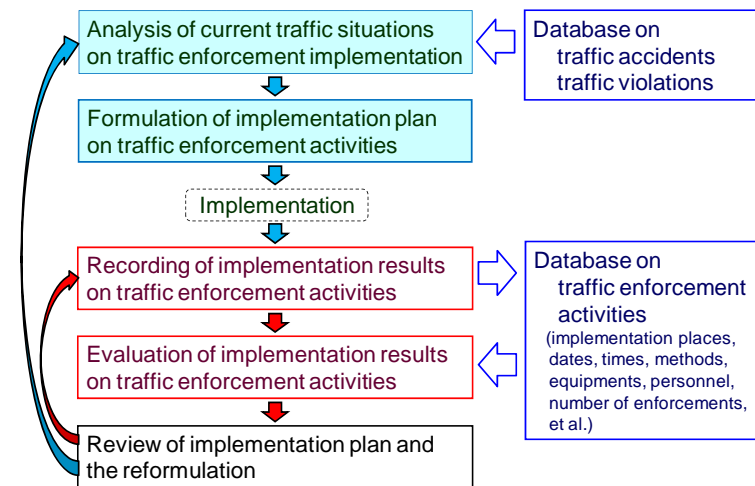 Analysis of current traffic situations
on traffic enforcement implementation
Database on
traffic accidents
traffic violations
Formulation of implementation plan
on traffic enforcement activities
Implementation
Recording of implementation results
on traffic enforcement activities
Database on
traffic enforcement
activities
(implementation places,
dates, times, methods,
equipments, personnel,
number of enforcements,
et al.)
Evaluation of implementation results
on traffic enforcement activities
Review of implementation plan and
the reformulation